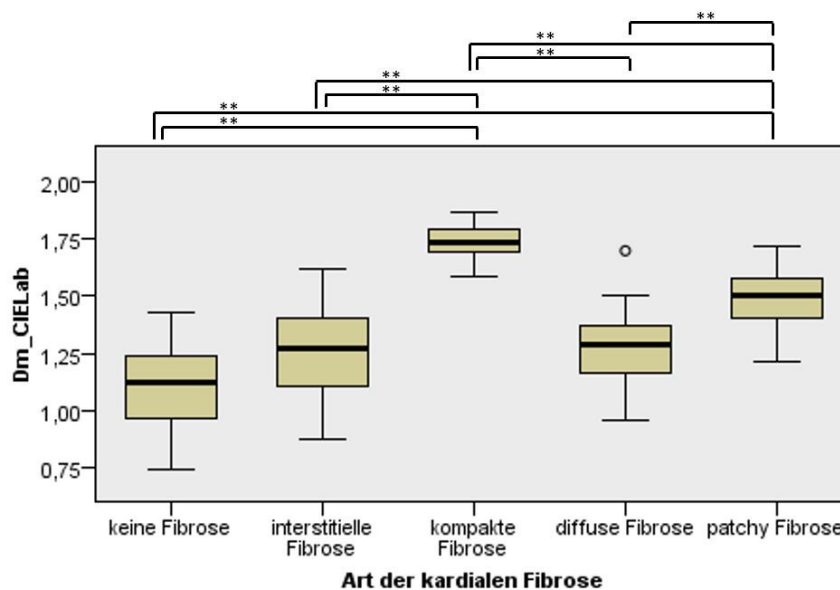 **
**
**
**
**
**
**
2,00
1,75
1,50
1,25
1,00
0,75
Dm_CIELab
keine Fibrose
interstitielle
Fibrose
kompakte
Fibrose
diffuse Fibrose
patchy Fibrose
Art der kardialen Fibrose